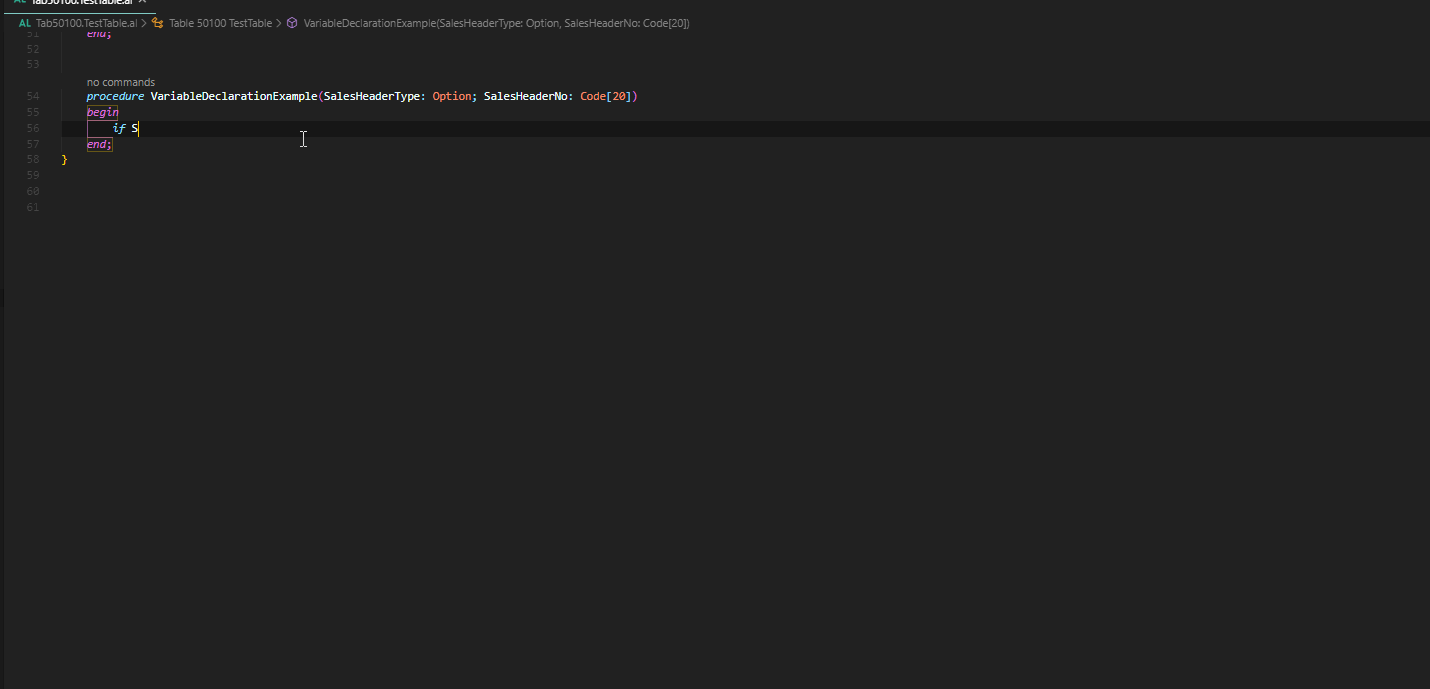 Tab50100.TestTable.al
AL Tab50100.TestTable.al > Table 50100 TestTable > VariableDeclarationExample(SalesHeaderType: Option, SalesHeaderNo: Code[20])
51 end;
52
53
no commands
54 procedure VariableDeclarationExample(SalesHeaderType: Option; SalesHeaderNo: Code[20])
55 begin
56 if S
57 end;
58 }
59
60
61